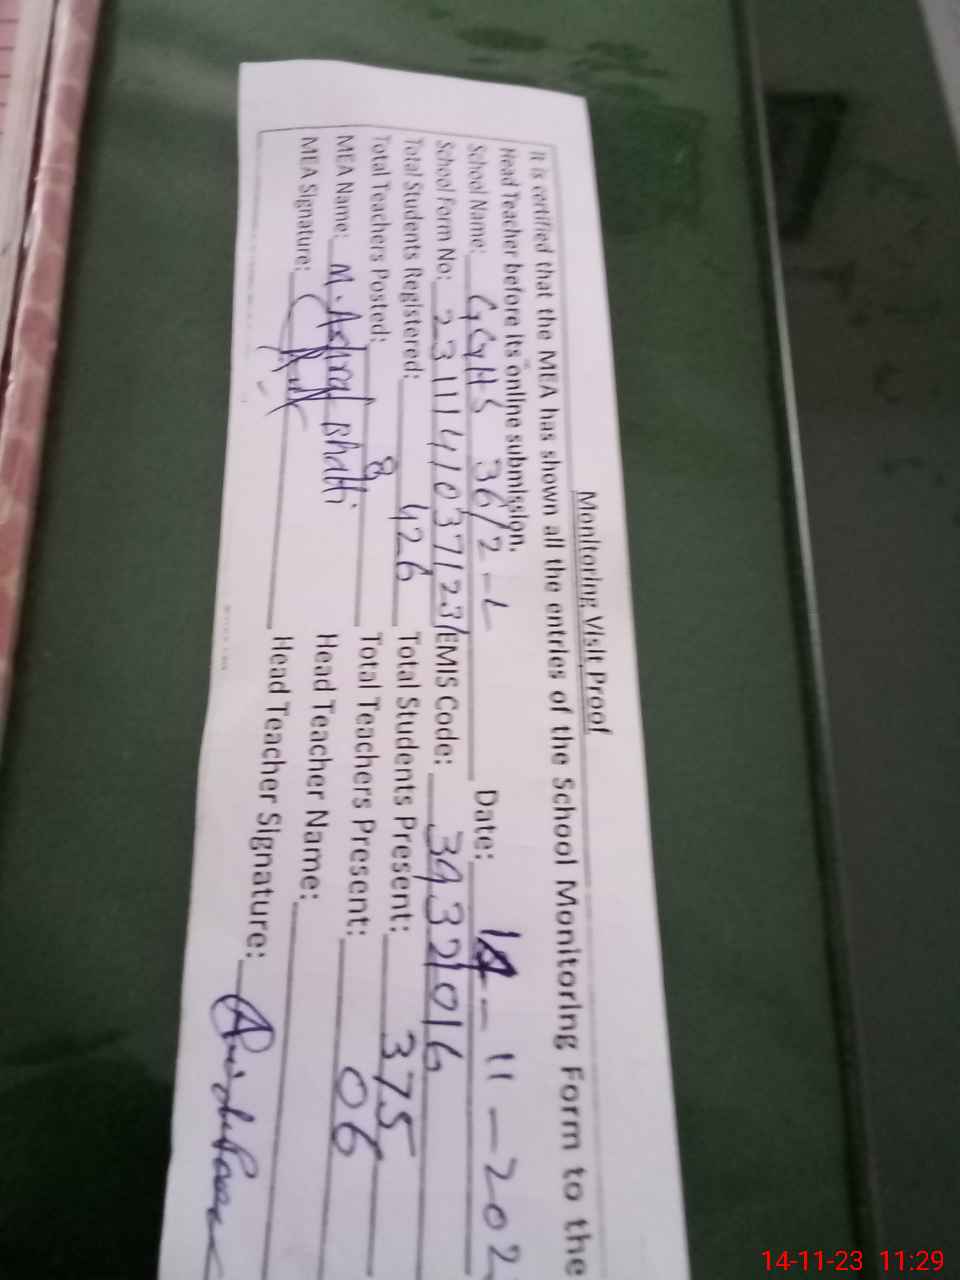 Monitoring Visit Proof
It is certified that the MEA has shown all the entries of the School Monitoring Form to the
Head Teacher before its online submission.
School Name: GGHS 36/2-L Date: 14-11-202
School Form No: 231114103712 3 EMIS Code: 39321016
Total Students Registered: 426 Total Students Present: 375
Total Teachers Posted: 8 Total Teachers Present: 06
MEA Name: M. Ashraf Bhatti Head Teacher Name:
MEA Signature: Head Teacher Signature:
14-11-23 11:29